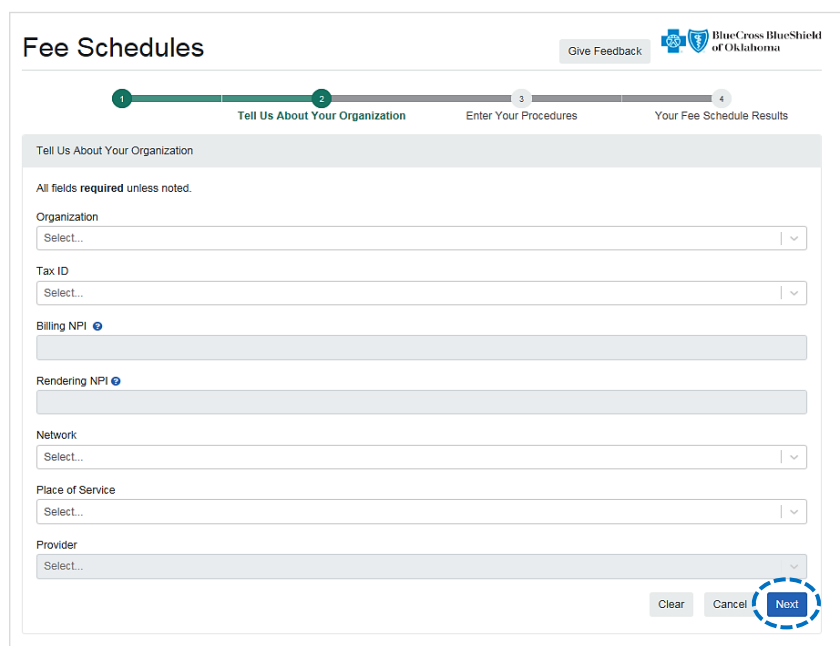 Fee Schedules
Give Feedback
BlueCross BlueShield
of Oklahoma
1
2
3
4
Tell Us About Your Organization
Enter Your Procedures
Your Fee Schedule Results
Tell Us About Your Organization
All fields required unless noted.
Organization
Select...
Tax ID
Select...
Billing NPI ?
Rendering NPI ?
Network
Select...
Place of Service
Select...
Provider
Select...
Clear
Cancel
Next